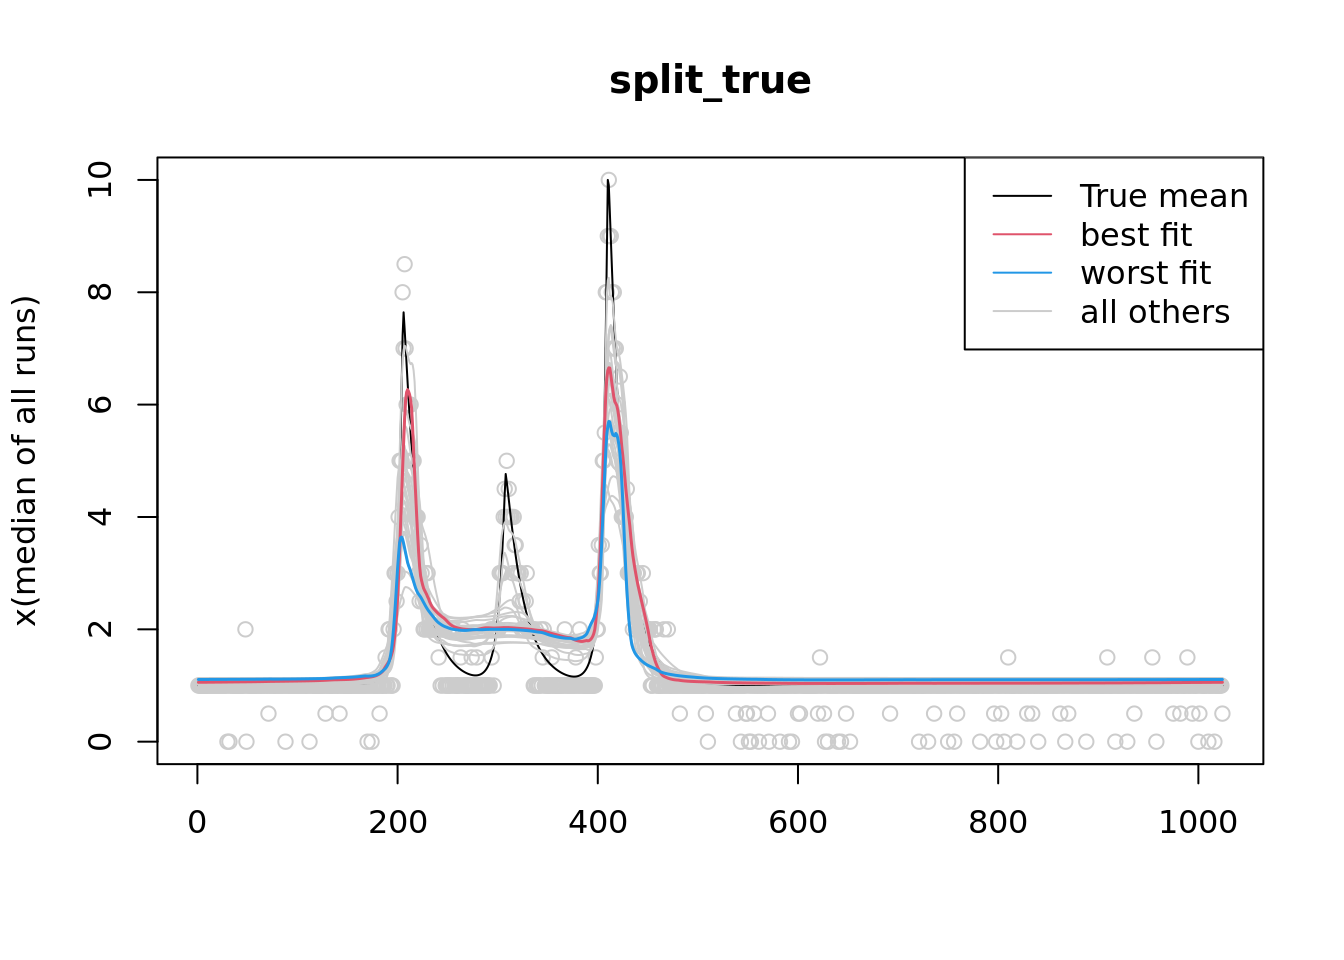 split_true
x(median of all runs)
10
8
6
4
2
0
True mean
best fit
worst fit
all others
0 200 400 600 800 1000